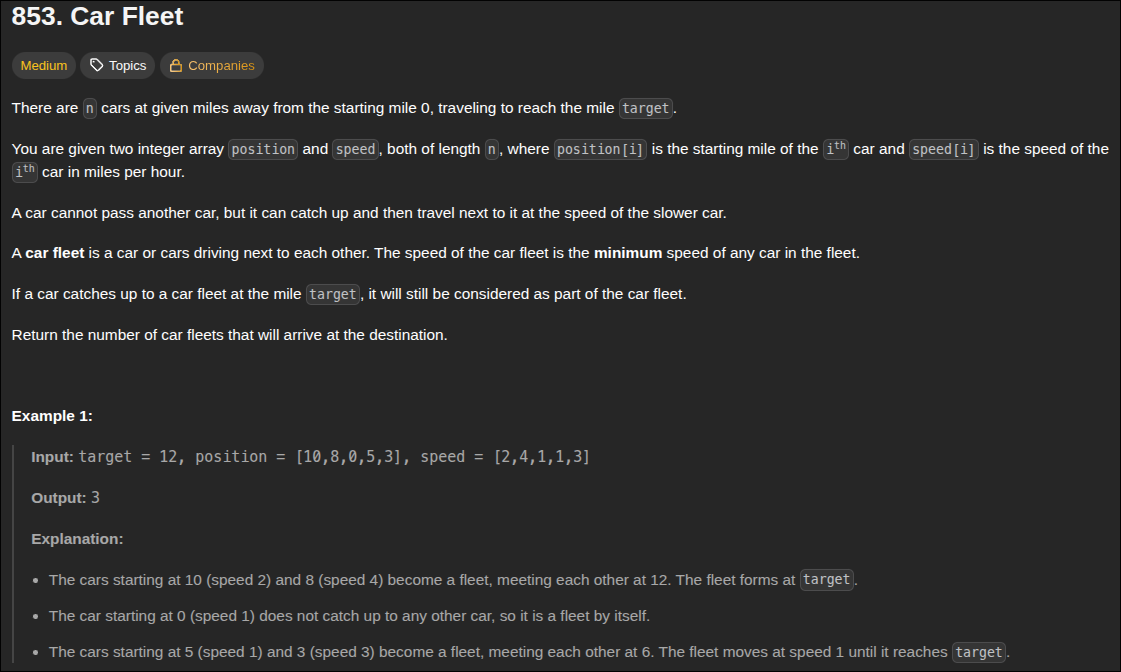 853. Car Fleet
Medium Topics Companies
There are n cars at given miles away from the starting mile 0, traveling to reach the mile target.
You are given two integer array position and speed, both of length n, where position[i] is the starting mile of the ith car and speed[i] is the speed of the
ith car in miles per hour.
A car cannot pass another car, but it can catch up and then travel next to it at the speed of the slower car.
A car fleet is a car or cars driving next to each other. The speed of the car fleet is the minimum speed of any car in the fleet.
If a car catches up to a car fleet at the mile target, it will still be considered as part of the car fleet.
Return the number of car fleets that will arrive at the destination.
Example 1:
Input: target = 12, position = [10,8,0,5,3], speed = [2,4,1,1,3]
Output: 3
Explanation:
• The cars starting at 10 (speed 2) and 8 (speed 4) become a fleet, meeting each other at 12. The fleet forms at target.
• The car starting at 0 (speed 1) does not catch up to any other car, so it is a fleet by itself.
• The cars starting at 5 (speed 1) and 3 (speed 3) become a fleet, meeting each other at 6. The fleet moves at speed 1 until it reaches target.